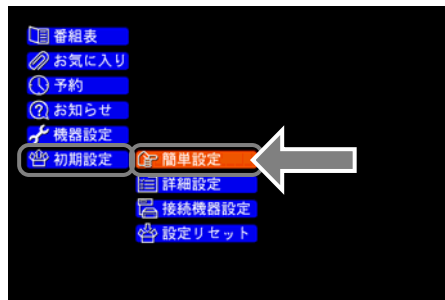 番組表
お気に入り
予約
お知らせ
機器設定
初期設定
簡単設定
詳細設定
接続機器設定
設定リセット